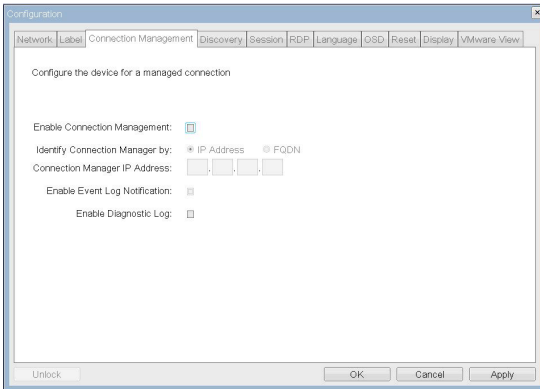 Configuration
Network Label Connection Management Discovery Session RDP Language OSD Reset Display VMware View
Configure the device for a managed connection
Enable Connection Management:
Identify Connection Manager by: IP Address FQDN
Connection Manager IP Address: . . .
Enable Event Log Notification:
Enable Diagnostic Log:
Unlock OK Cancel Apply